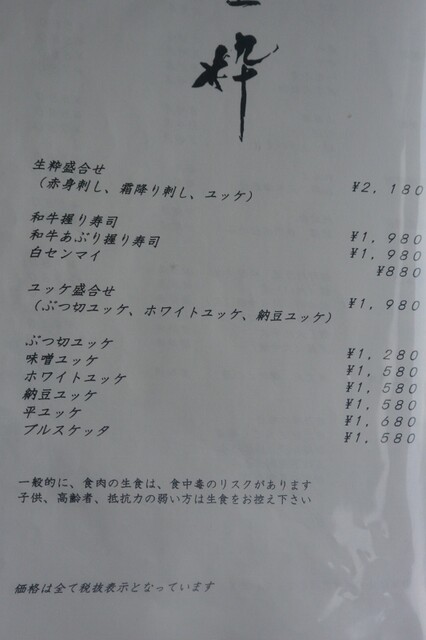 粋
生粋盛合せ
（赤身刺し、霜降り刺し、ユッケ） ¥2,180
和牛握り寿司 ¥1,980
和牛あぶり握り寿司 ¥1,980
白センマイ ¥880
ユッケ盛合せ
（ぶつ切ユッケ、ホワイトユッケ、納豆ユッケ） ¥1,980
ぶつ切ユッケ ¥1,280
味噌ユッケ ¥1,580
ホワイトユッケ ¥1,580
納豆ユッケ ¥1,580
平ユッケ ¥1,680
ブルスケッタ ¥1,580
一般的に、食肉の生食は、食中毒のリスクがあります
子供、高齢者、抵抗力の弱い方は生食をお控え下さい
価格は全て税抜表示となっています